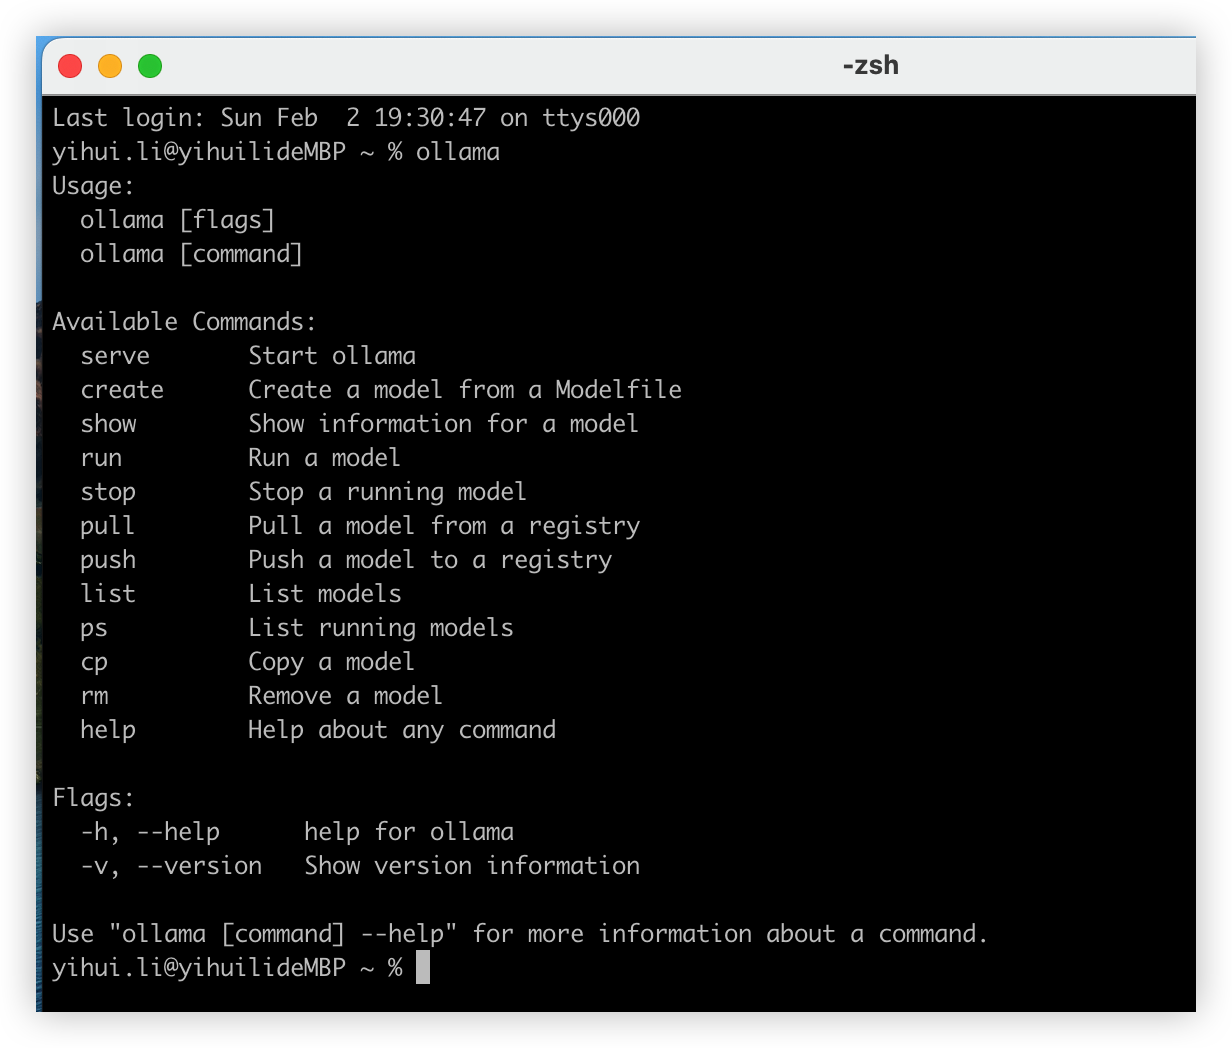 -zsh
Last login: Sun Feb  2 19:30:47 on ttys000
yihui.li@yihuilideMBP ~ % ollama
Usage:
  ollama [flags]
  ollama [command]

Available Commands:
  serve       Start ollama
  create      Create a model from a Modelfile
  show        Show information for a model
  run         Run a model
  stop        Stop a running model
  pull        Pull a model from a registry
  push        Push a model to a registry
  list        List models
  ps          List running models
  cp          Copy a model
  rm          Remove a model
  help        Help about any command

Flags:
  -h, --help      help for ollama
  -v, --version   Show version information

Use "ollama [command] --help" for more information about a command.
yihui.li@yihuilideMBP ~ %